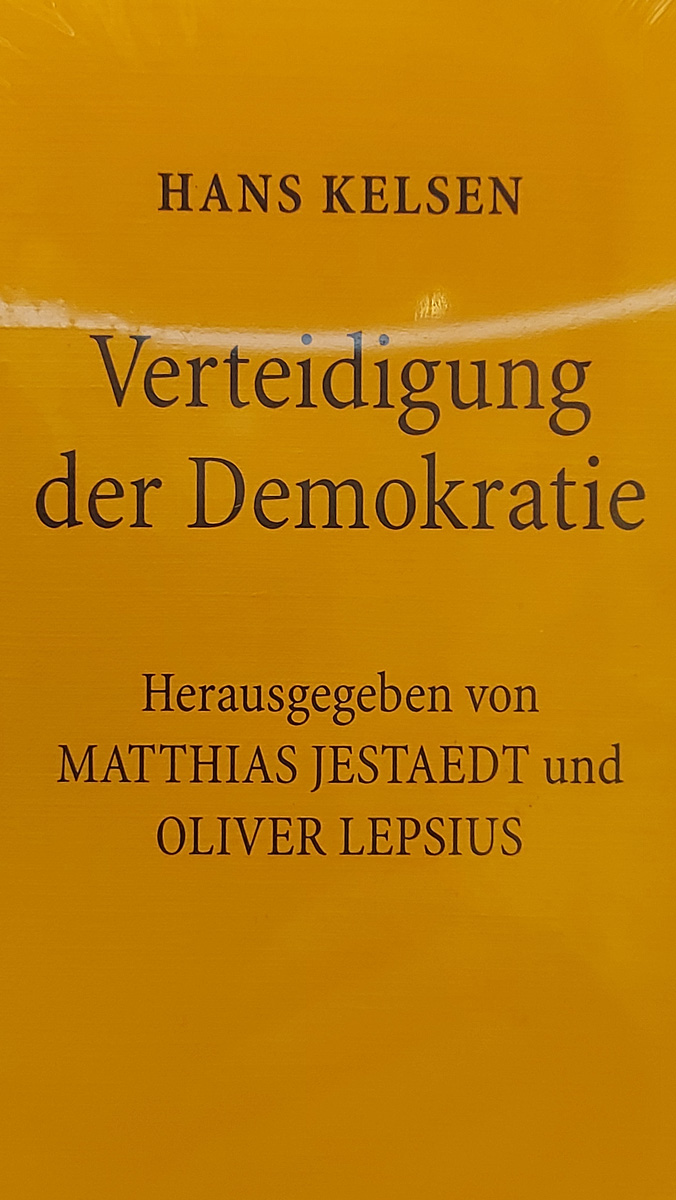 HANS KELSEN
Verteidigung
der Demokratie
Herausgegeben von
MATTHIAS JESTAEDT und
OLIVER LEPSIUS